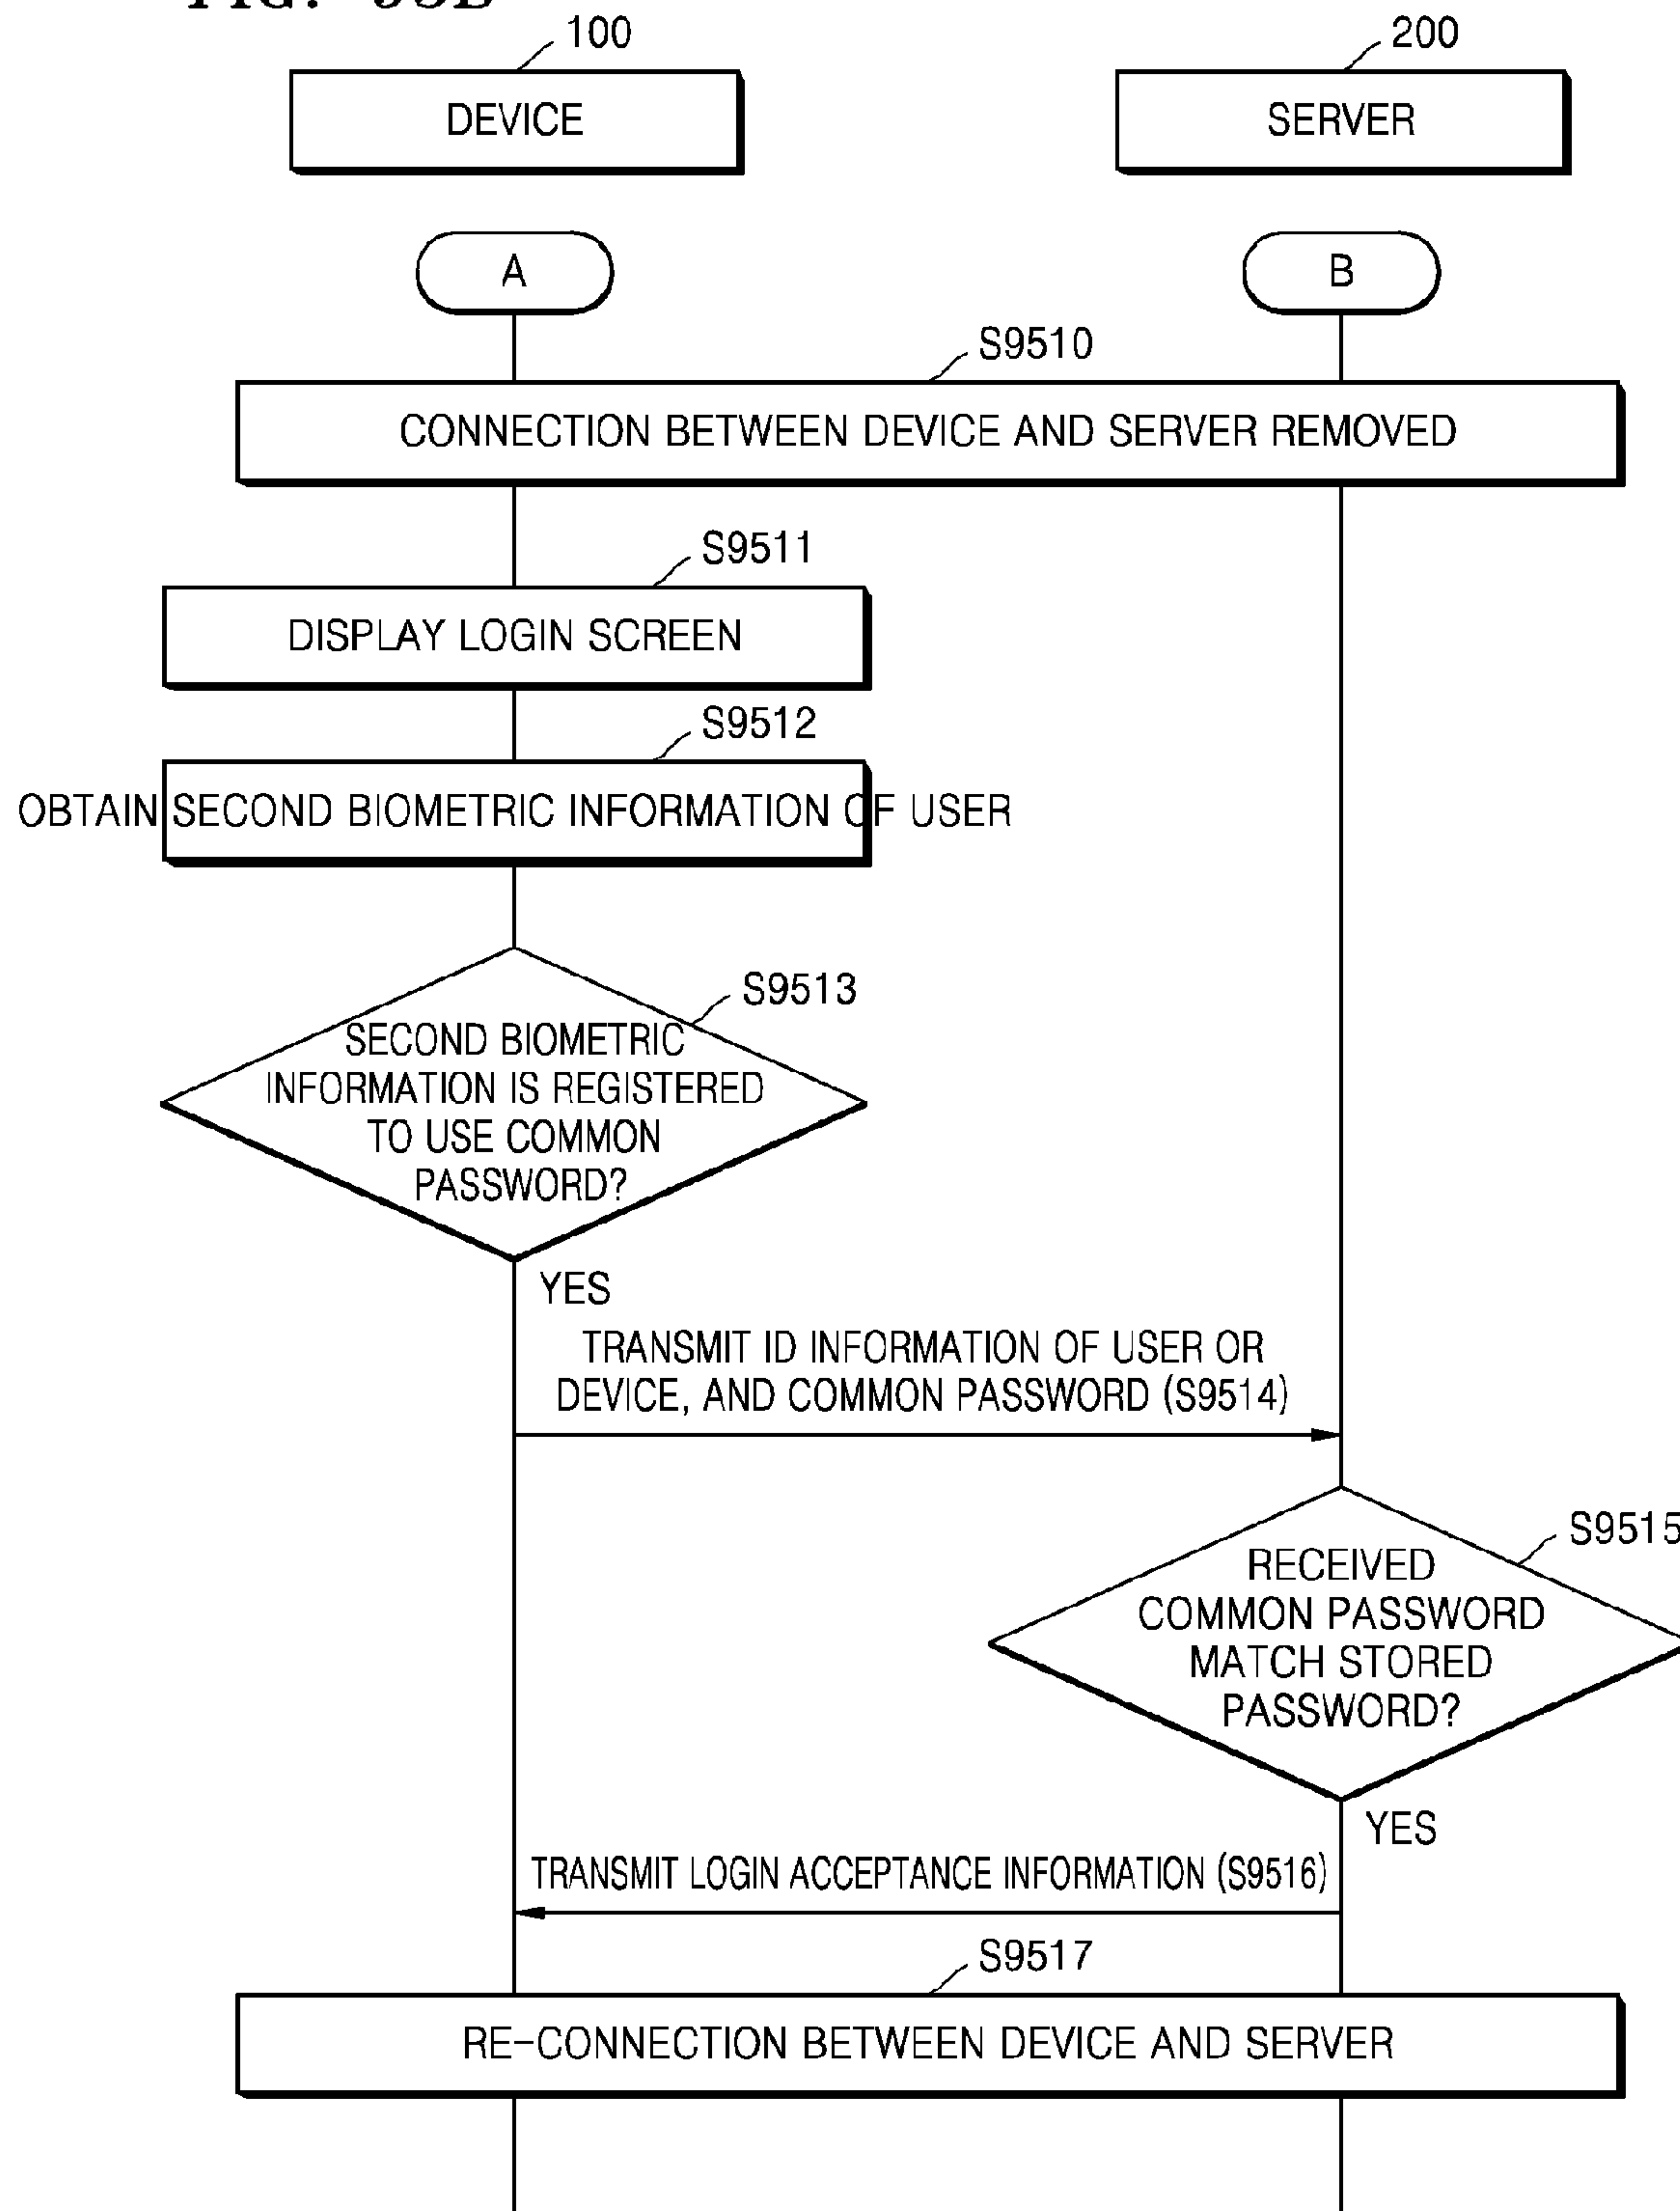 100
200
DEVICE
SERVER
A
B
S9510
CONNECTION BETWEEN DEVICE AND SERVER REMOVED
S9511
DISPLAY LOGIN SCREEN
S9512
OBTAIN SECOND BIOMETRIC INFORMATION OF USER
S9513
SECOND BIOMETRIC
INFORMATION IS REGISTERED
TO USE COMMON
PASSWORD?
YES
TRANSMIT ID INFORMATION OF USER OR
DEVICE, AND COMMON PASSWORD (S9514)
S9515
RECEIVED
COMMON PASSWORD
MATCH STORED
PASSWORD?
YES
TRANSMIT LOGIN ACCEPTANCE INFORMATION (S9516)
S9517
RE-CONNECTION BETWEEN DEVICE AND SERVER